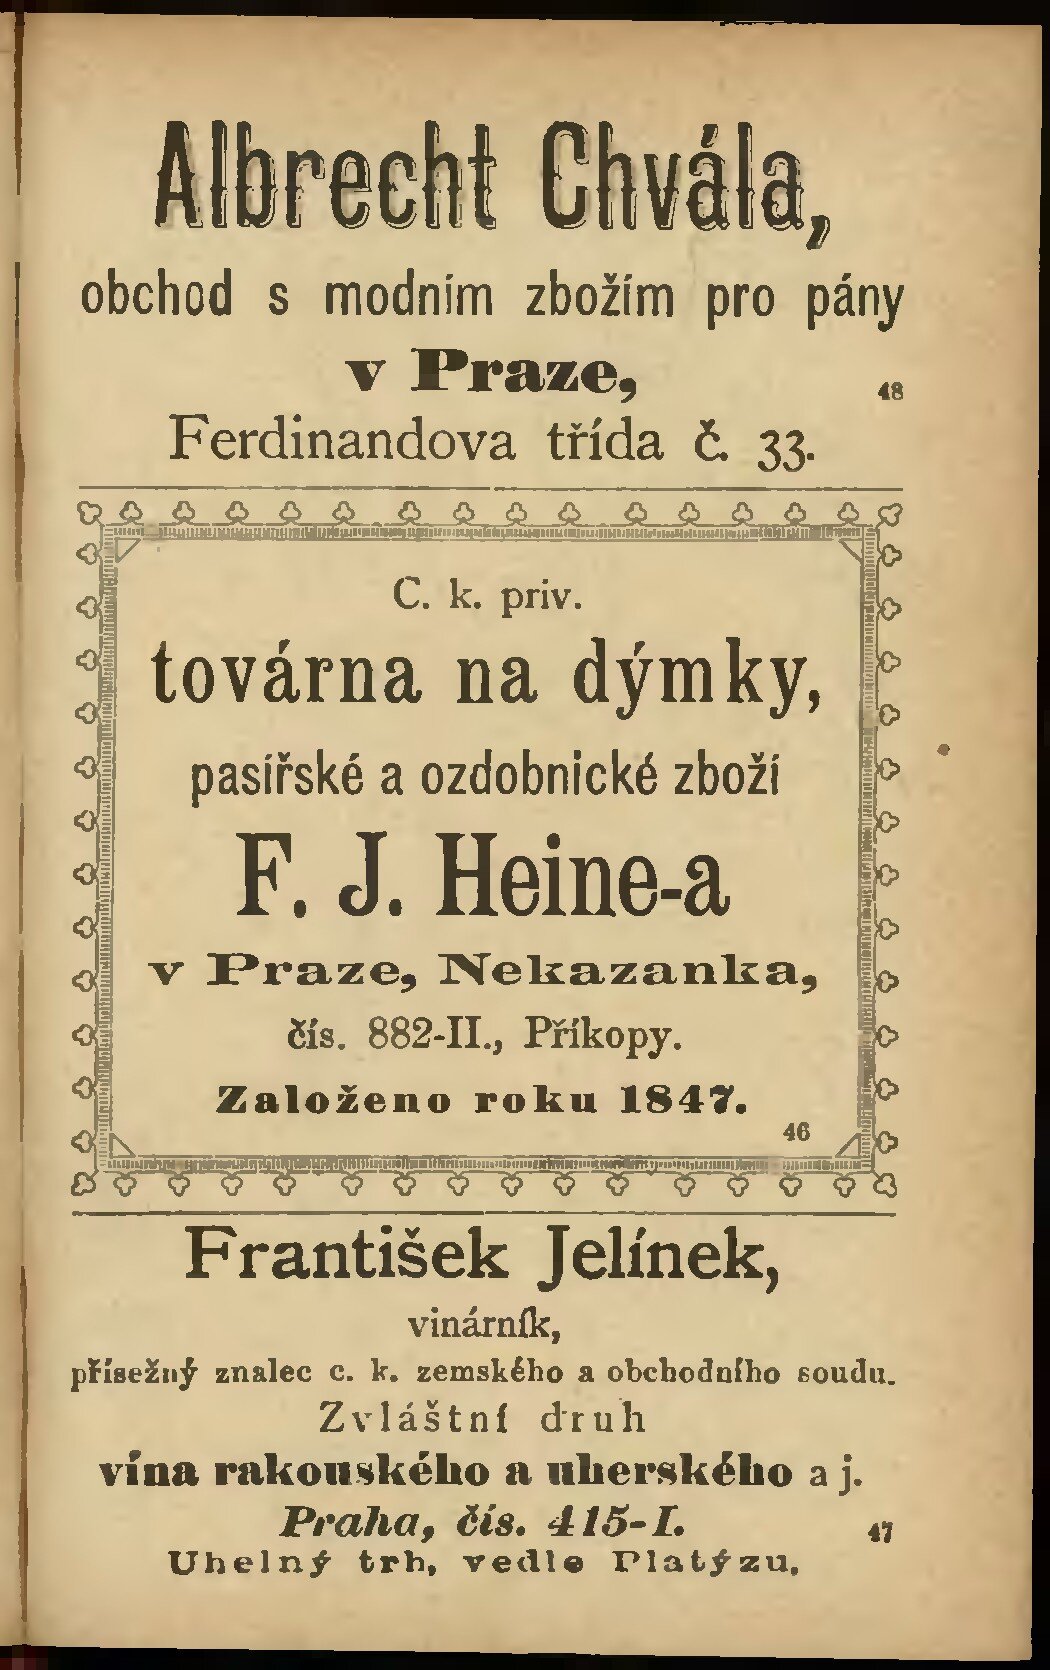 Albrecht Chvála,
obchod s modním zbožím pro pány
v Praze,
48
Ferdinandova třída č. 33.
C. k. priv.
továrna na dýmky,
pasířské a ozdobnické zboží
F. J. Heine-a
v Praze, Nekazanka,
čís. 882-II., Příkopy.
Založeno roku 1847.
46
František Jelínek,
vinárník,
přísežný znalec c. k. zemského a obchodního soudu.
Zvláštní druh
vína rakouského a uherského a j.
Praha, čís. 415-I.
47
Uhelný trh, vedle Platýzu.